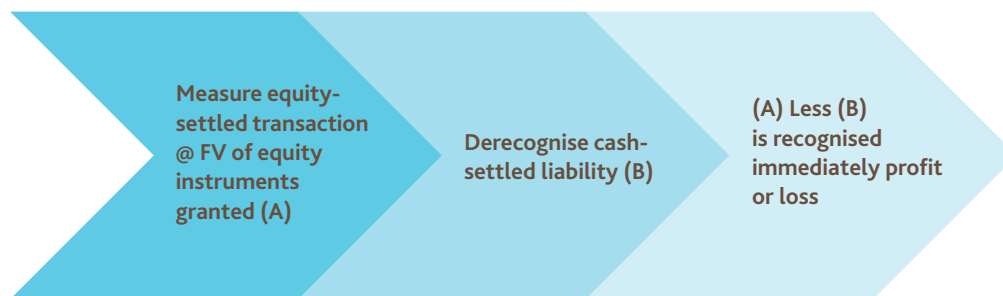 Measure equity-
settled transaction
@ FV of equity
instruments
granted (A)
Derecognise cash-
settled liability (B)
(A) Less (B)
is recognised
immediately profit
or loss